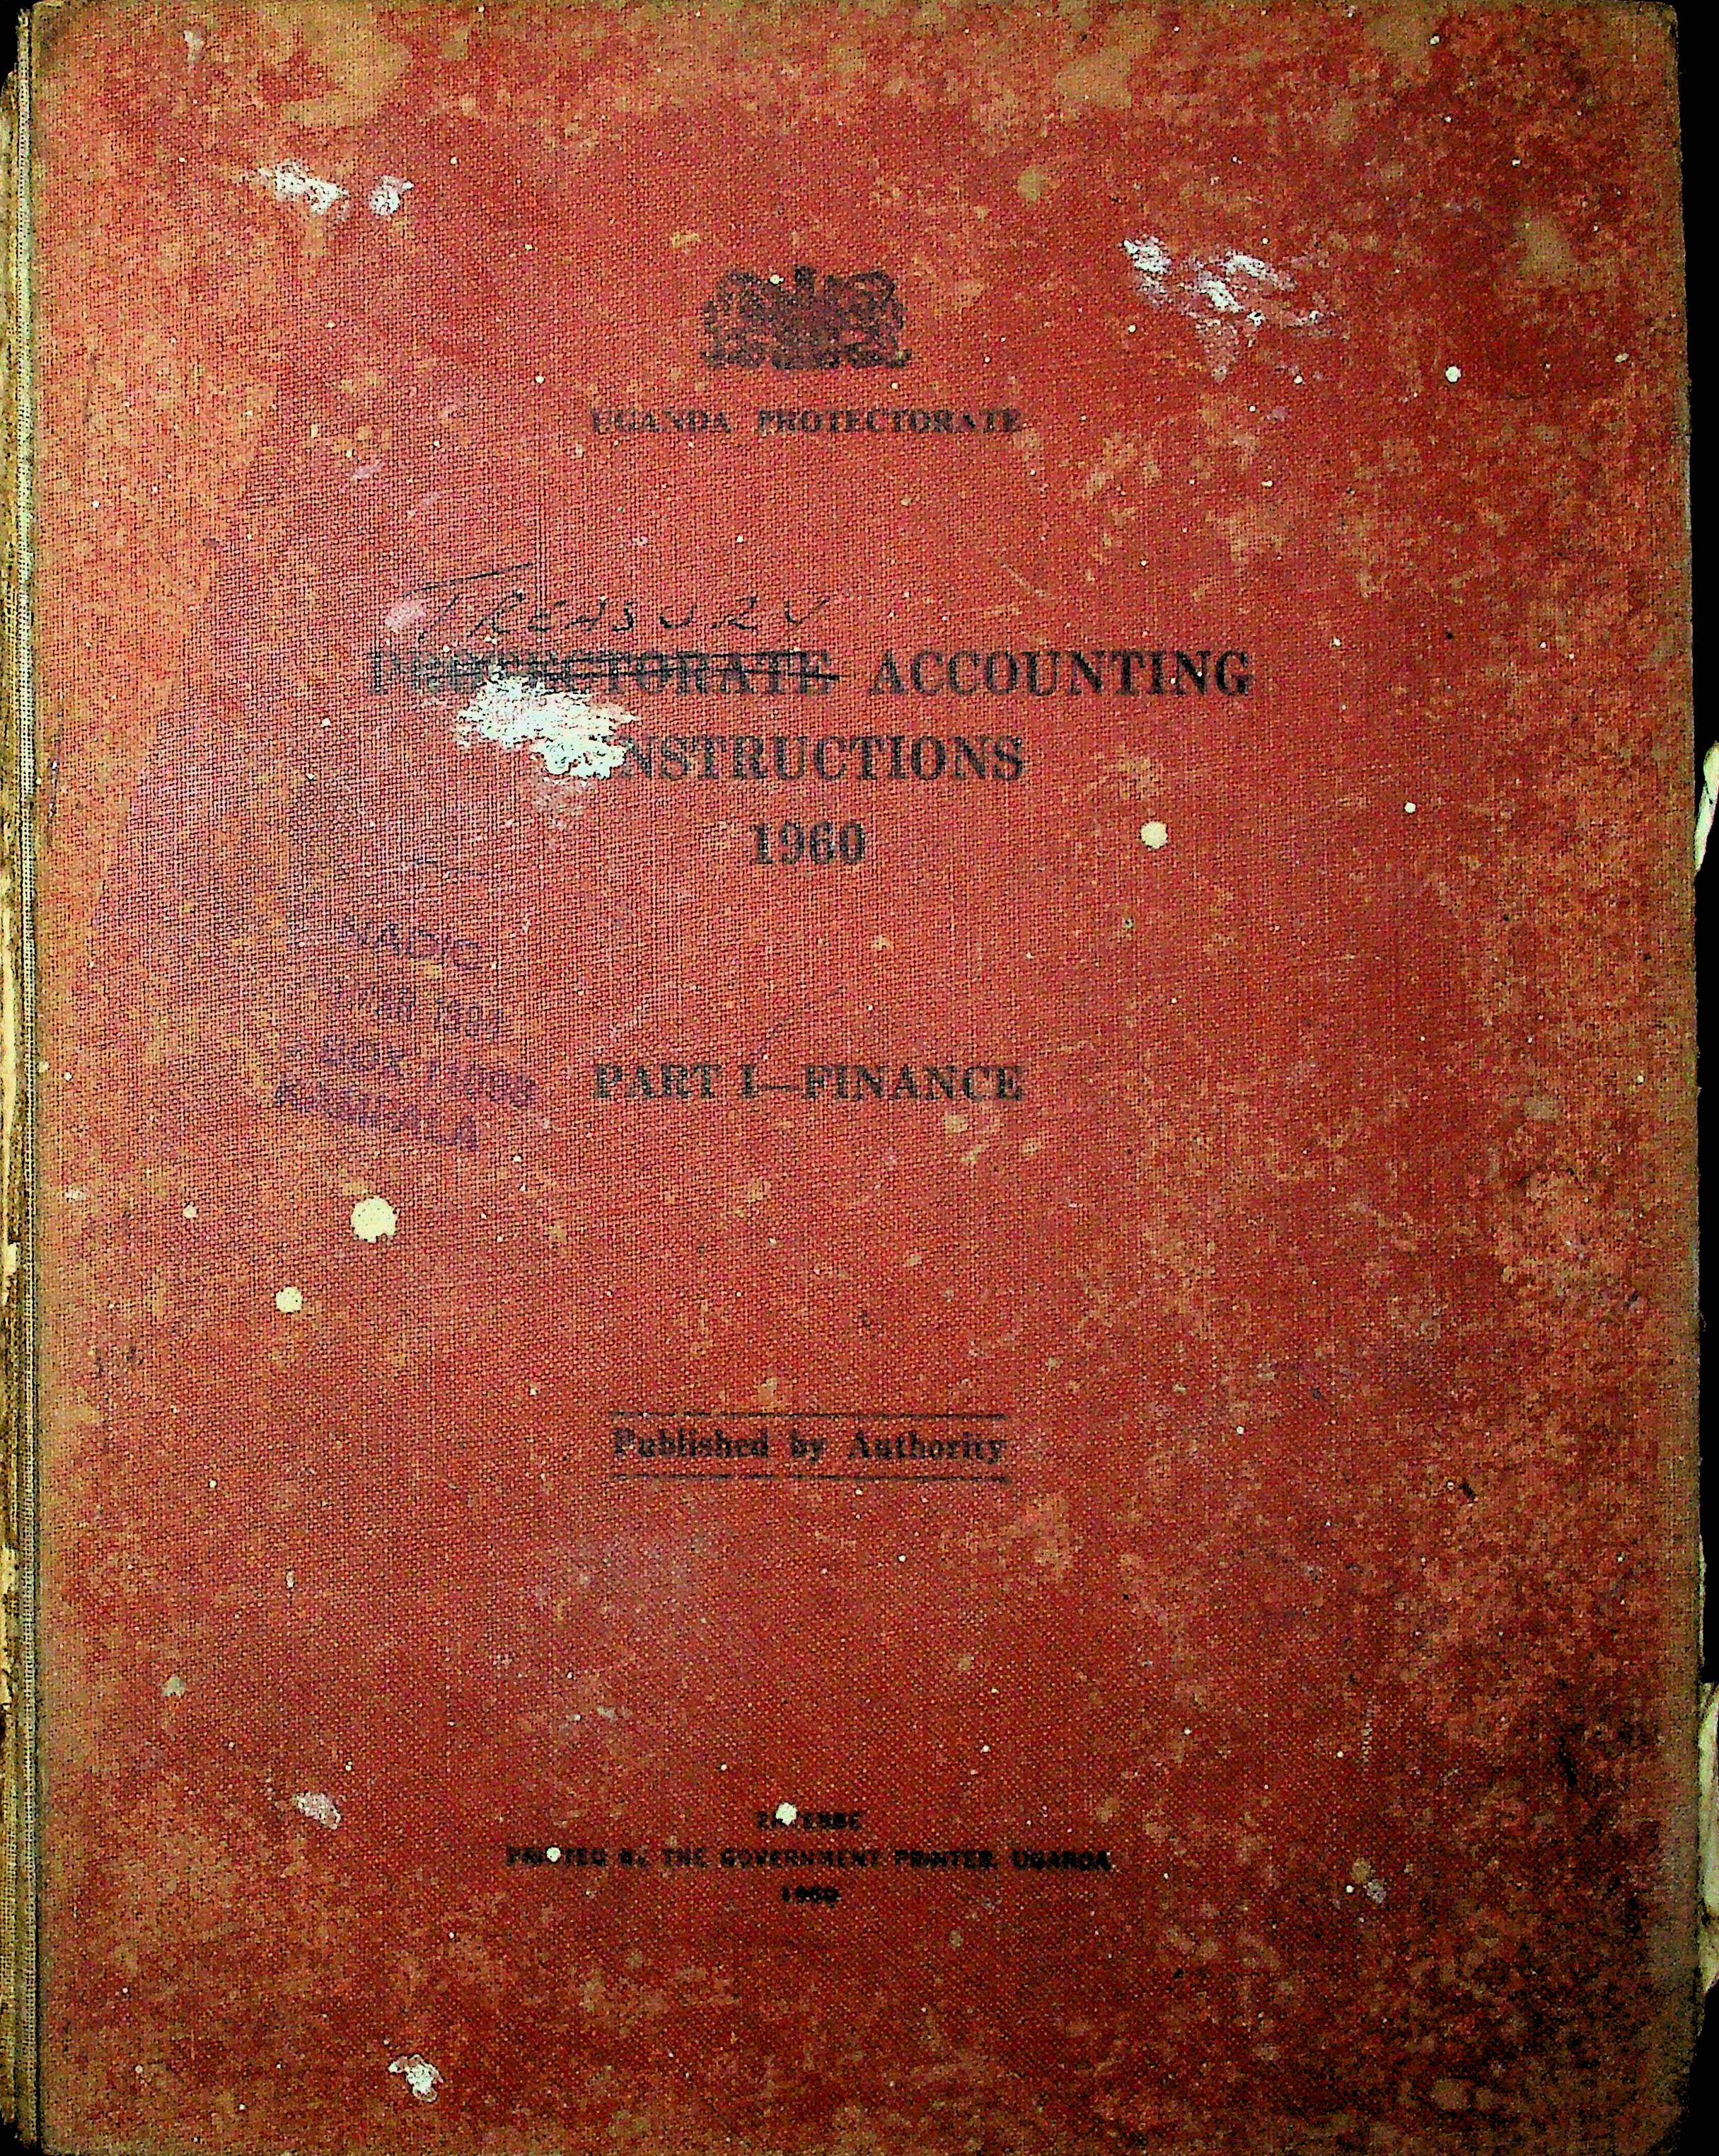 UGANDA PROTECTORATE
TREASURY
PROTECTORATE ACCOUNTING
INSTRUCTIONS
1960
PART I—FINANCE
Published by Authority
ENTEBBE
PRINTED BY THE GOVERNMENT PRINTER, UGANDA
1960
KAMPALA